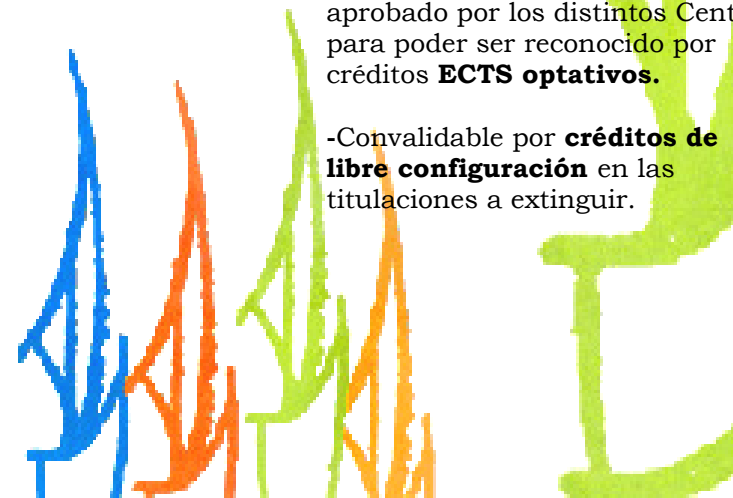 aprobado por los distintos Cent
para poder ser reconocido por
créditos ECTS optativos.
-Convalidable por créditos de
libre configuración en las
titulaciones a extinguir.